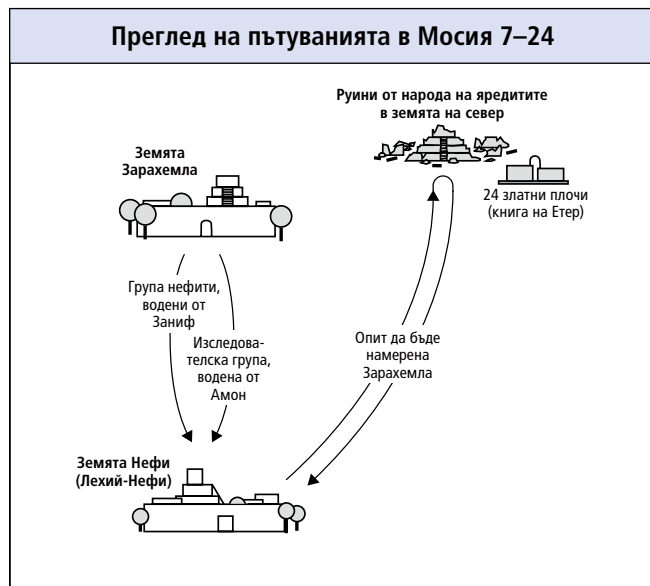 Преглед на пътуванията в Мосия 7–24
Руини от народа на яредитите
в земята на север
Земята
Зарахемла
24 златни плочи
(книга на Етер)
Група нефити,
водени от
Заниф
Изследова-
телска група,
водена от
Амон
Опит да бъде
намерена
Зарахемла
Земята Нефи
(Лехий-Нефи)